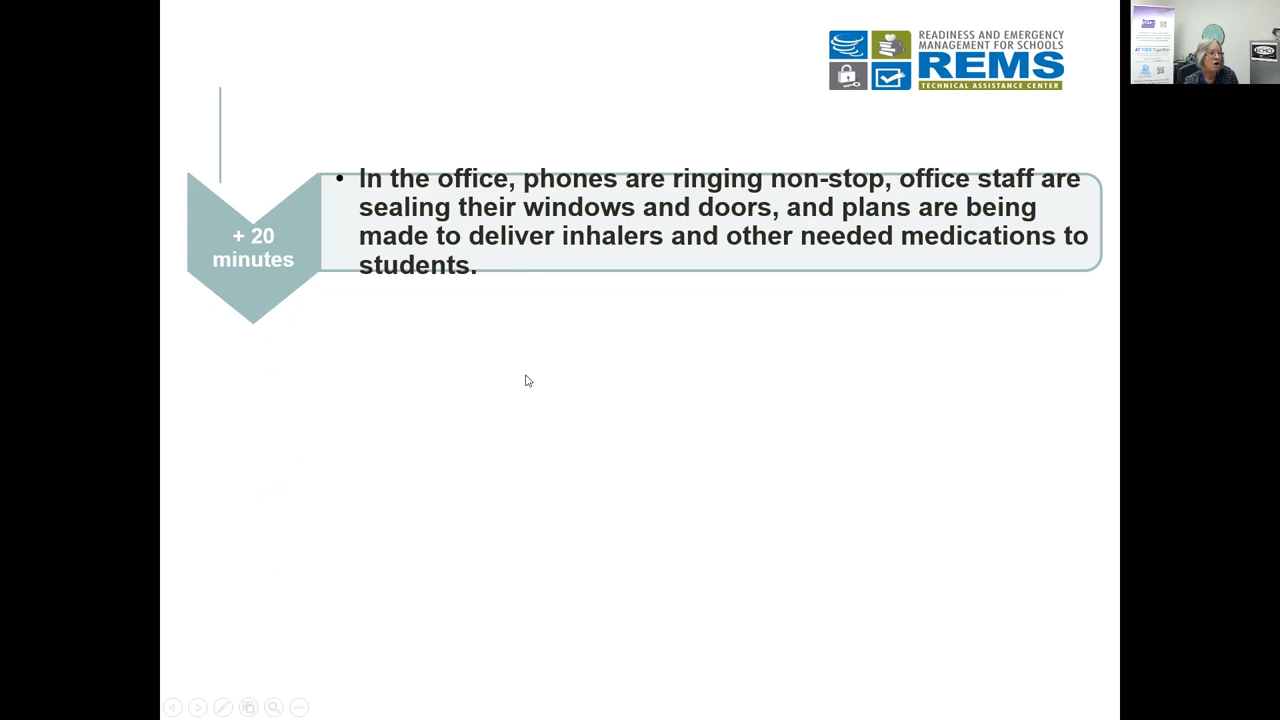 READINESS AND EMERGENCY
MANAGEMENT FOR SCHOOLS
REMS
TECHNICAL ASSISTANCE CENTER
+ 20
minutes
• In the office, phones are ringing non-stop, office staff are
sealing their windows and doors, and plans are being
made to deliver inhalers and other needed medications to
students.
ECHO